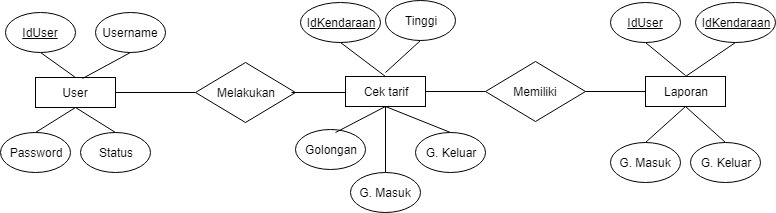 IdUser
Username
User
Password
Status
Melakukan
IdKendaraan
Tinggi
Cek tarif
Golongan
G. Keluar
G. Masuk
Memiliki
IdUser
IdKendaraan
Laporan
G. Masuk
G. Keluar